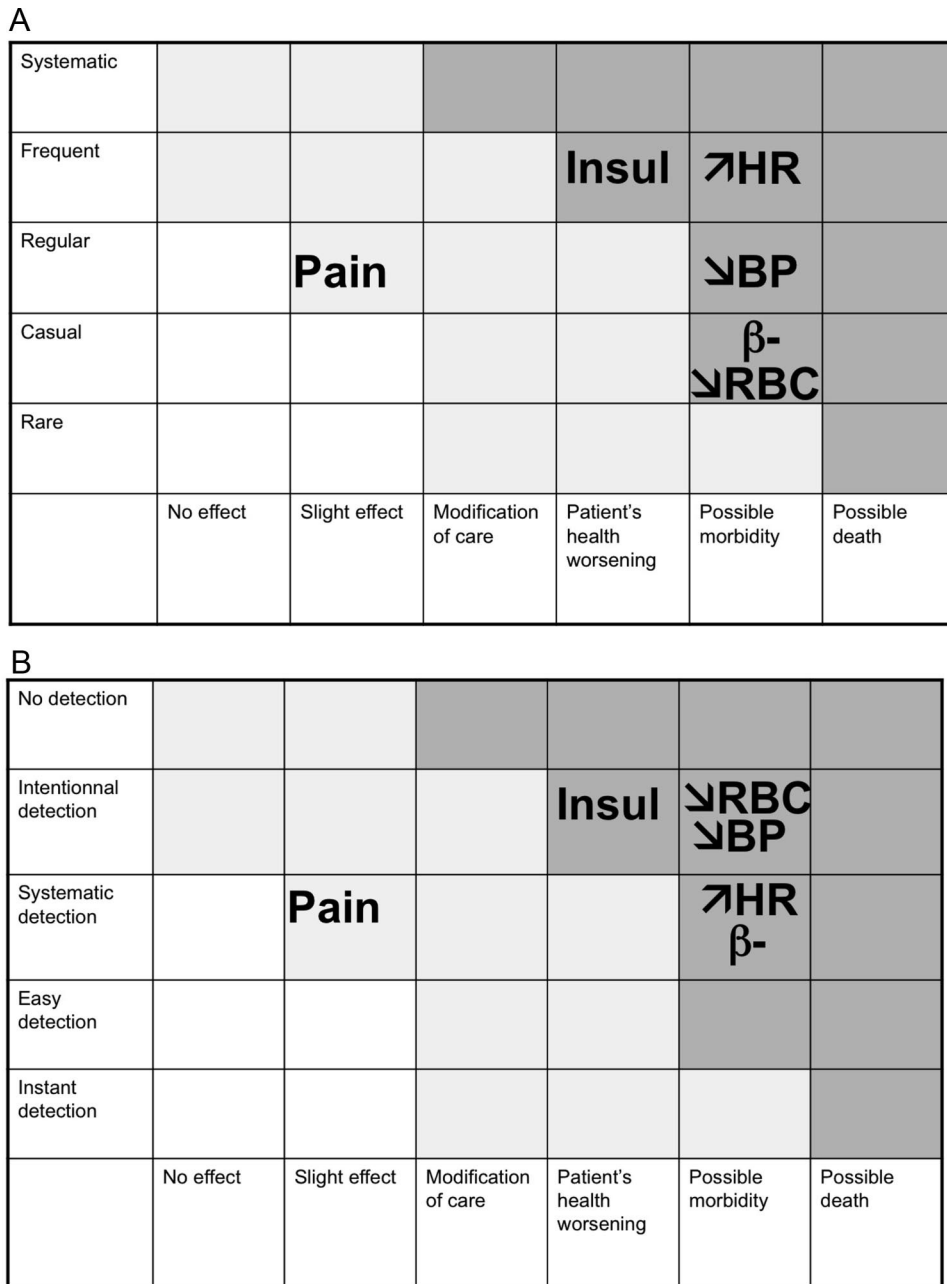 A
Systematic
Frequent
Insul
↗HR
Regular
Pain
↘BP
Casual
β-
↘RBC
Rare
No effect
Slight effect
Modification
of care
Patient’s
health
worsening
Possible
morbidity
Possible
death
B
No detection
Intentionnal
detection
Insul
↘RBC
↘BP
Systematic
detection
Pain
↗HR
β-
Easy
detection
Instant
detection
No effect
Slight effect
Modification
of care
Patient’s
health
worsening
Possible
morbidity
Possible
death